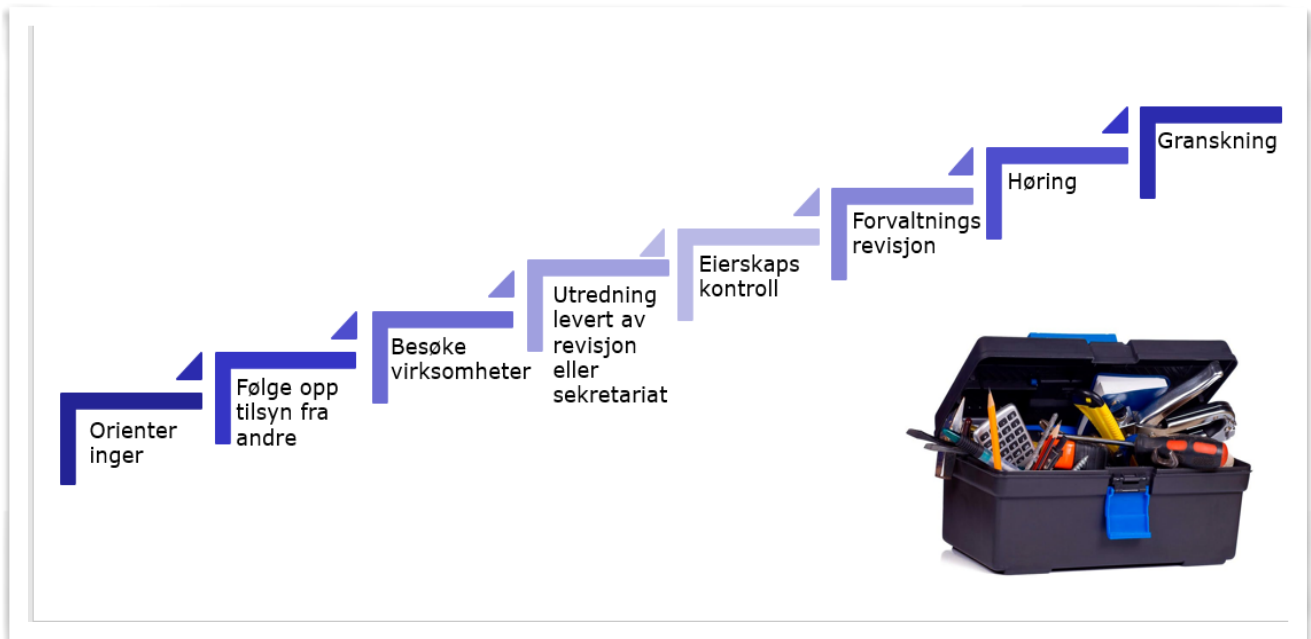 Orienter
inger
Følge opp
tilsyn fra
andre
Besøke
virksomheter
Utredning
levert av
revisjon
eller
sekretariat
Eierskaps
kontroll
Forvaltnings
revisjon
Høring
Granskning